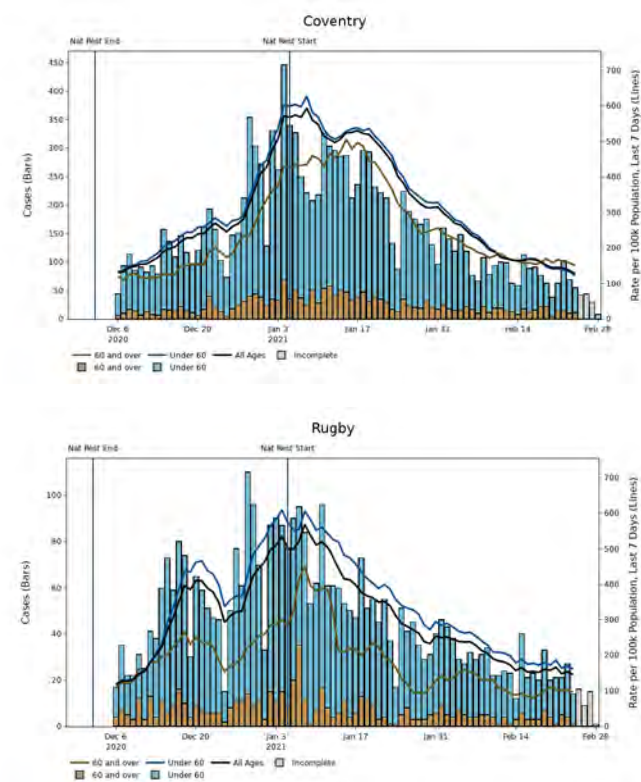 Coventry
Nat Rest End
Nat Rest Start
Cases (Bars)
450
400
350
300
250
200
150
100
50
0
Rate per 100k Population, Last 7 Days (Lines)
700
600
500
400
300
200
100
0
Dec 6 Dec 20 Jan 3 Jan 17 Jan 31 Feb 14 Feb 28
2020 2021
60 and over Under 60 All Ages Incomplete
60 and over Under 60
Rugby
Nat Rest End
Nat Rest Start
Cases (Bars)
100
80
60
40
20
0
Rate per 100k Population, Last 7 Days (Lines)
700
600
500
400
300
200
100
0
Dec 6 Dec 20 Jan 3 Jan 17 Jan 31 Feb 14 Feb 28
2020 2021
60 and over Under 60 All Ages Incomplete
60 and over Under 60